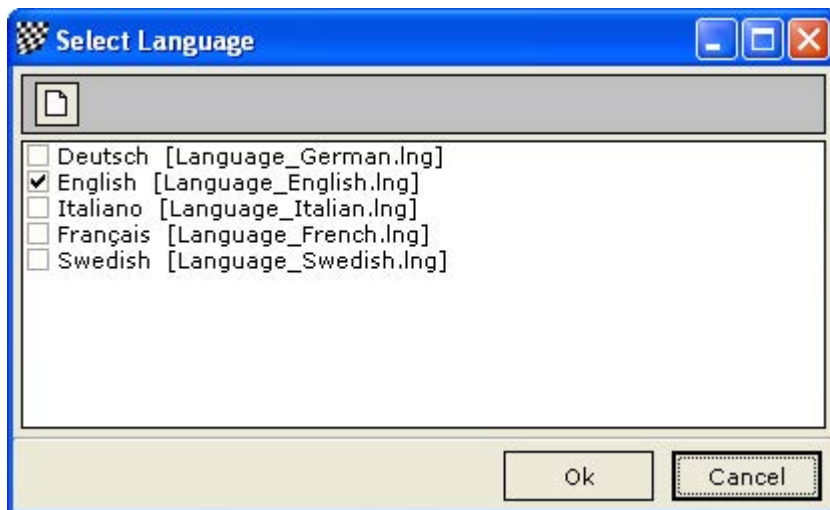 Select Language
Deutsch [Language_German.lng]
English [Language_English.lng]
Italiano [Language_Italian.lng]
Français [Language_French.lng]
Swedish [Language_Swedish.lng]
Ok Cancel